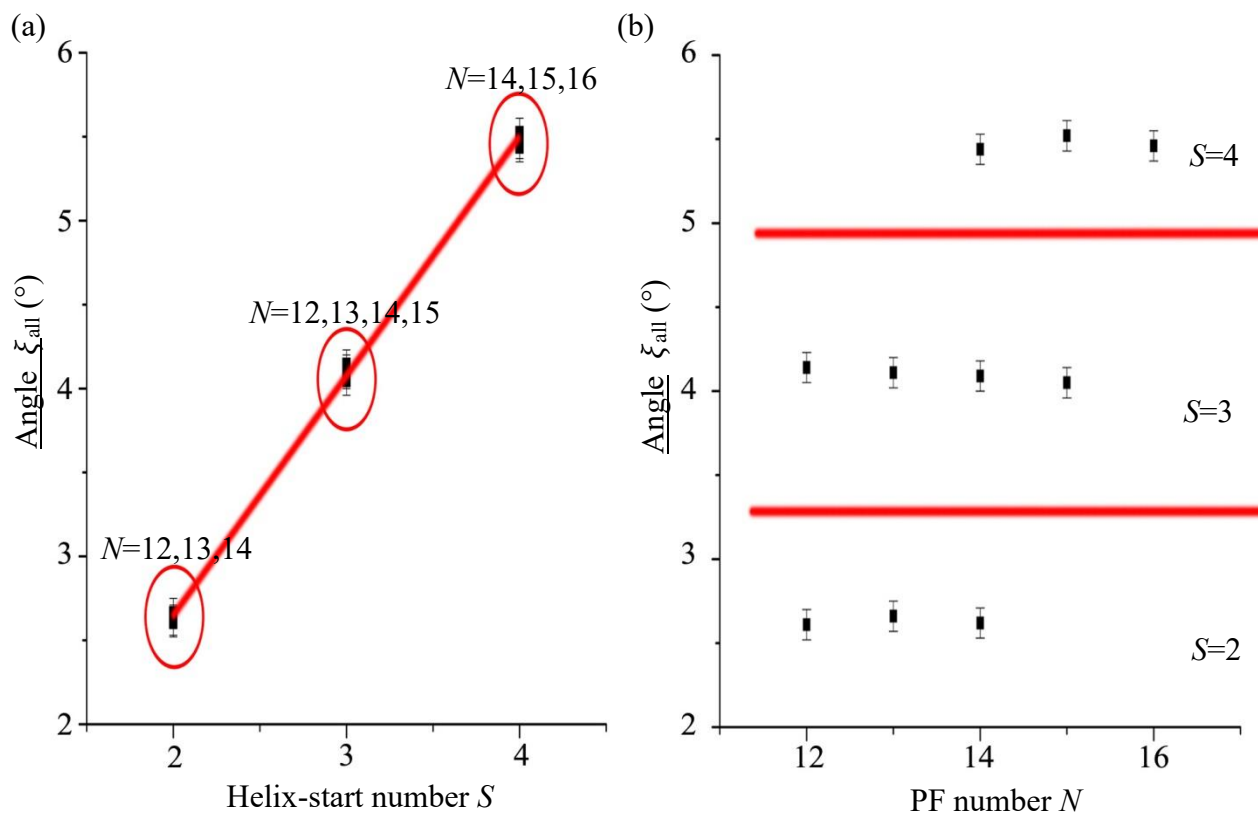 (a)
6
N=14,15,16
5
N=12,13,14,15
4
Angle ξall (°)
3
N=12,13,14
2
2 3 4
Helix-start number S
(b)
6
S=4
5
Angle ξall (°)
4
S=3
3
S=2
2
12 14 16
PF number N